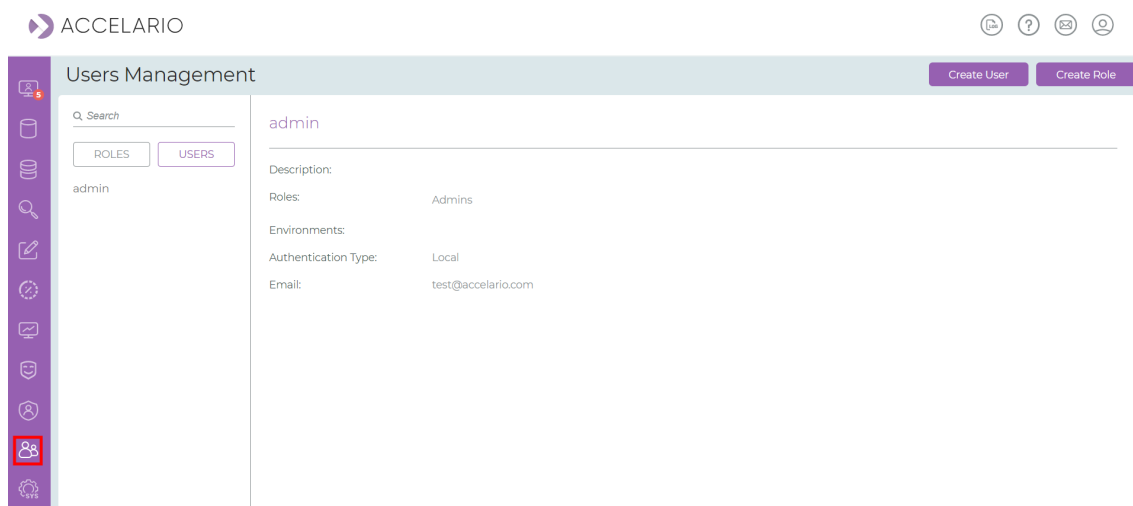 ACCELARIO
LOG
?
5
Users Management
Create User
Create Role
Search
ROLES
USERS
admin
admin
Description:
Roles:
Admins
Environments:
Authentication Type:
Local
Email:
test@accelario.com
SYS